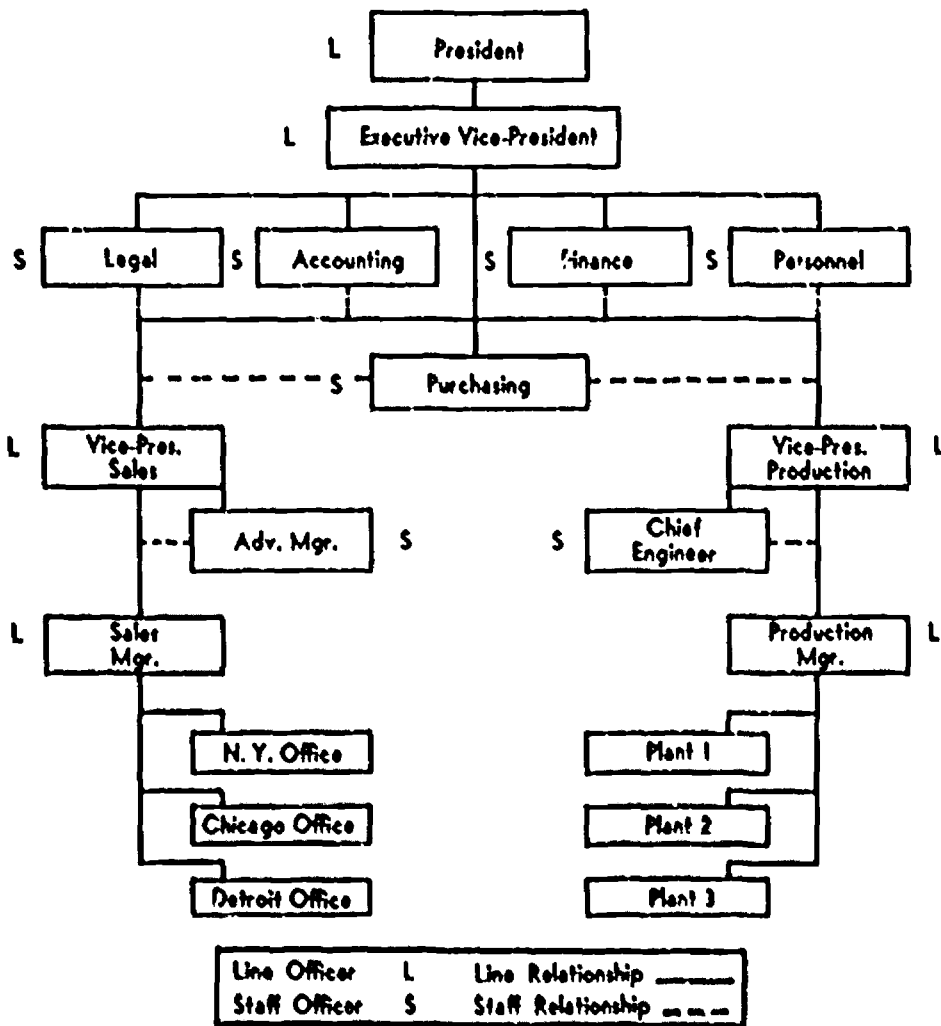 L President
L Executive Vice-President
S Legal S Accounting S Finance S Personnel
S Purchasing
L Vice-Pres. Sales
Vice-Pres. Production L
Adv. Mgr. S
S Chief Engineer
L Sales Mgr.
Production Mgr. L
N. Y. Office Plant 1
Chicago Office Plant 2
Detroit Office Plant 3
Line Officer L Line Relationship
Staff Officer S Staff Relationship